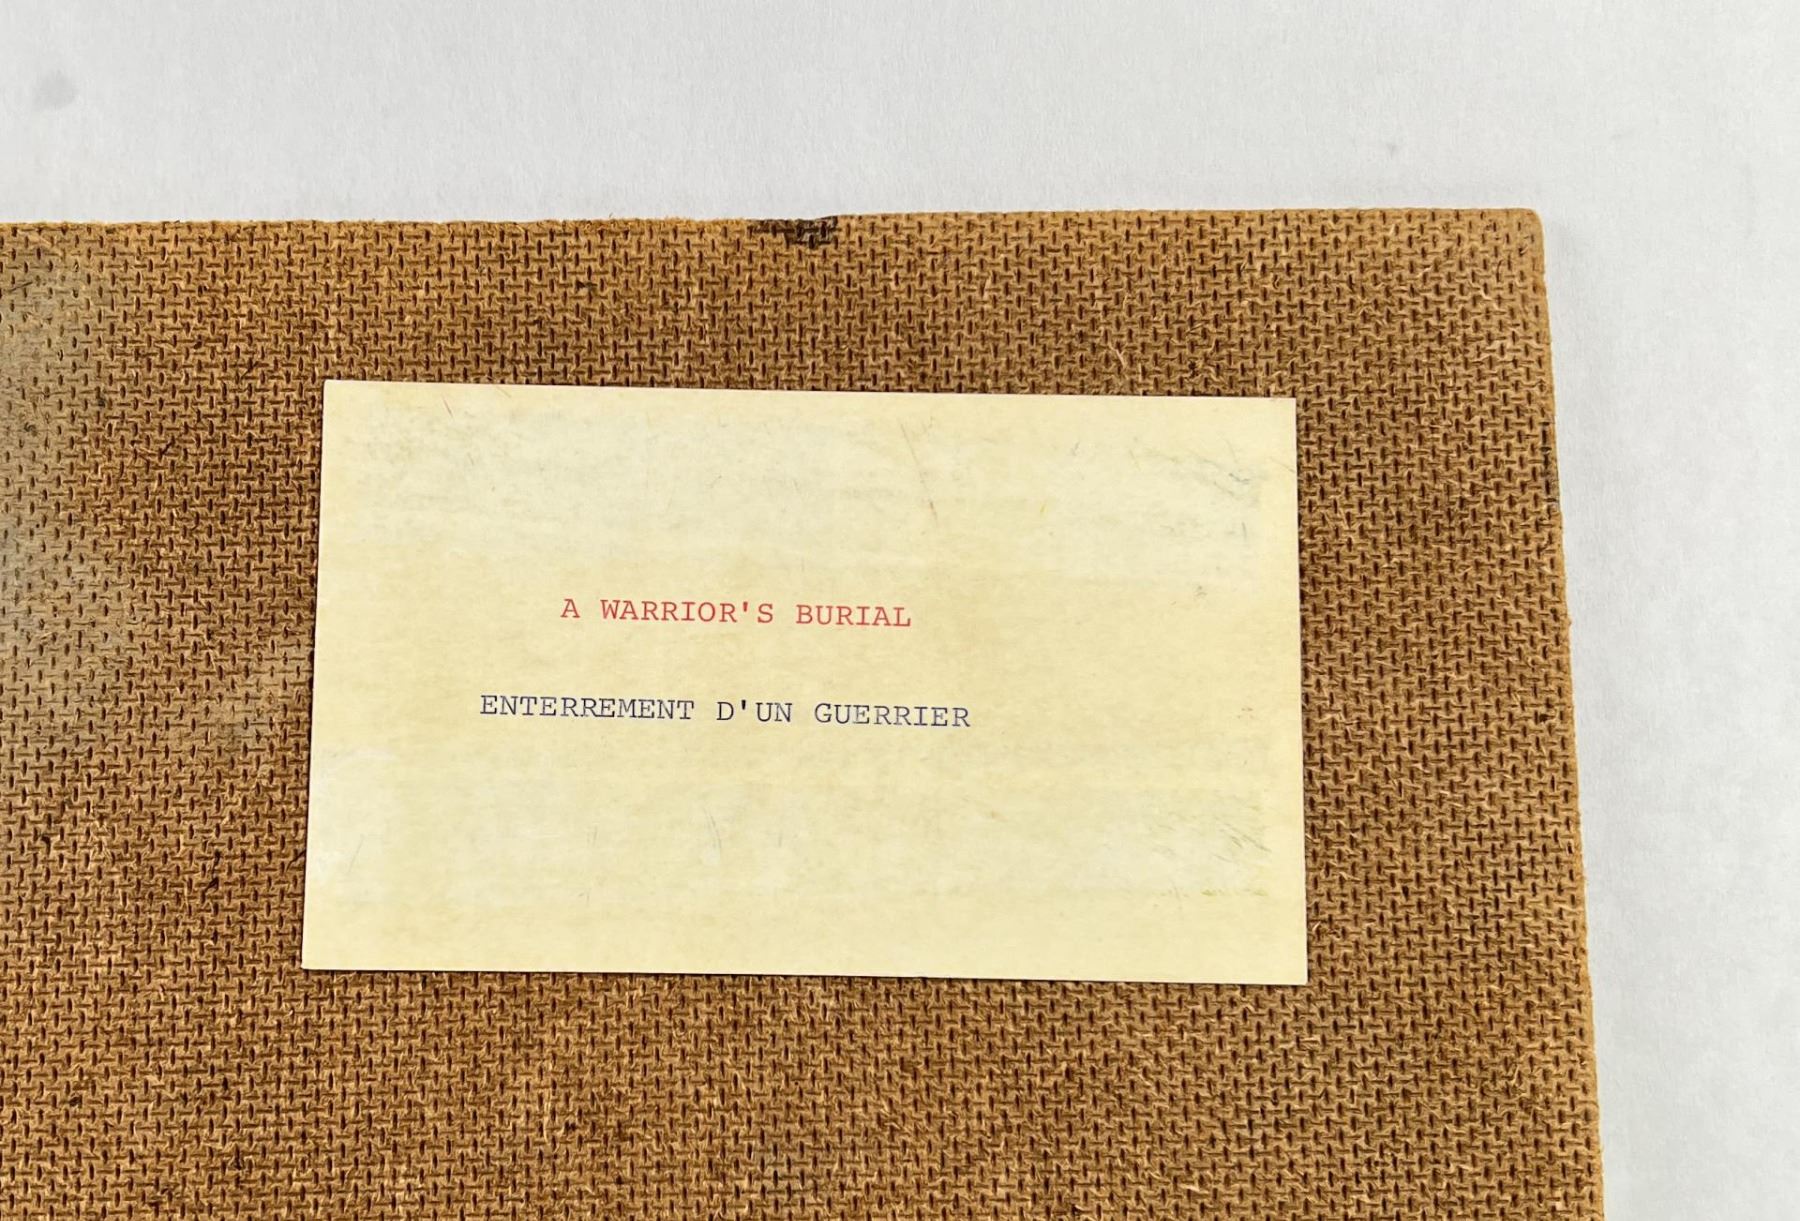 A WARRIOR'S BURIAL
ENTERREMENT D'UN GUERRIER